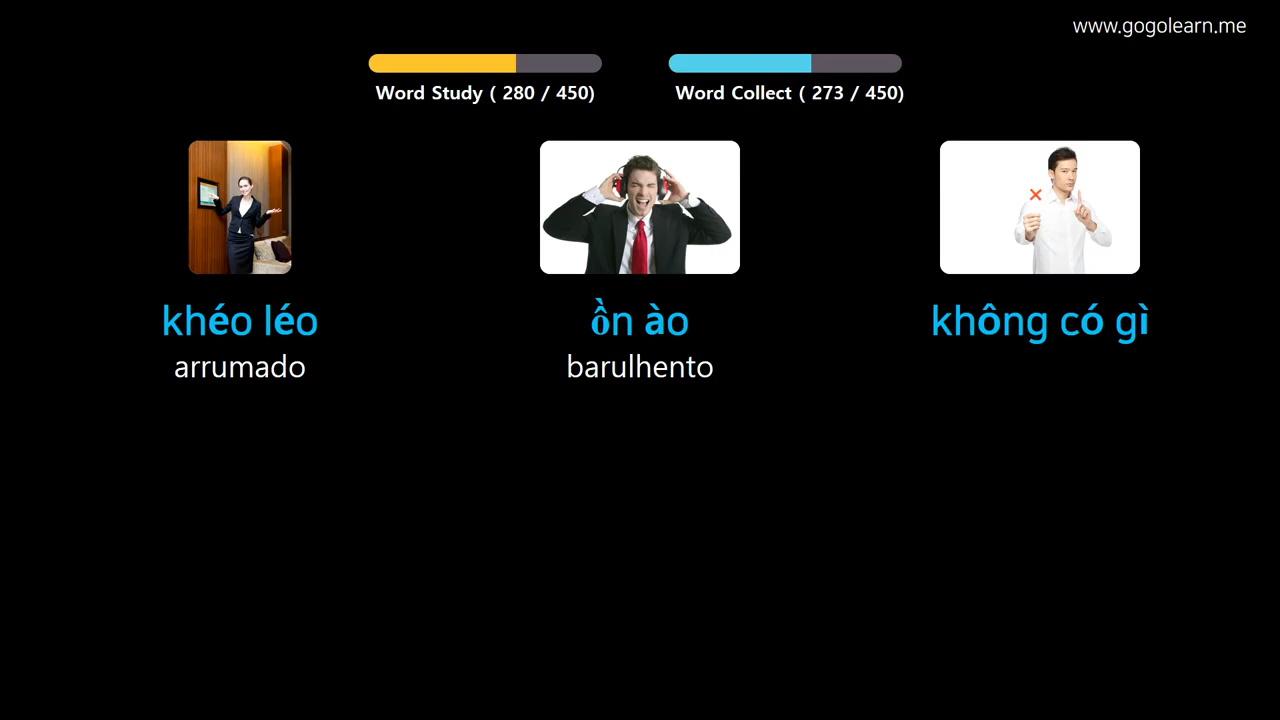 www.gogolearn.me
Word Study ( 280 / 450)
Word Collect ( 273 / 450)
khéo léo
arrumado
ồn ào
barulhento
không có gì